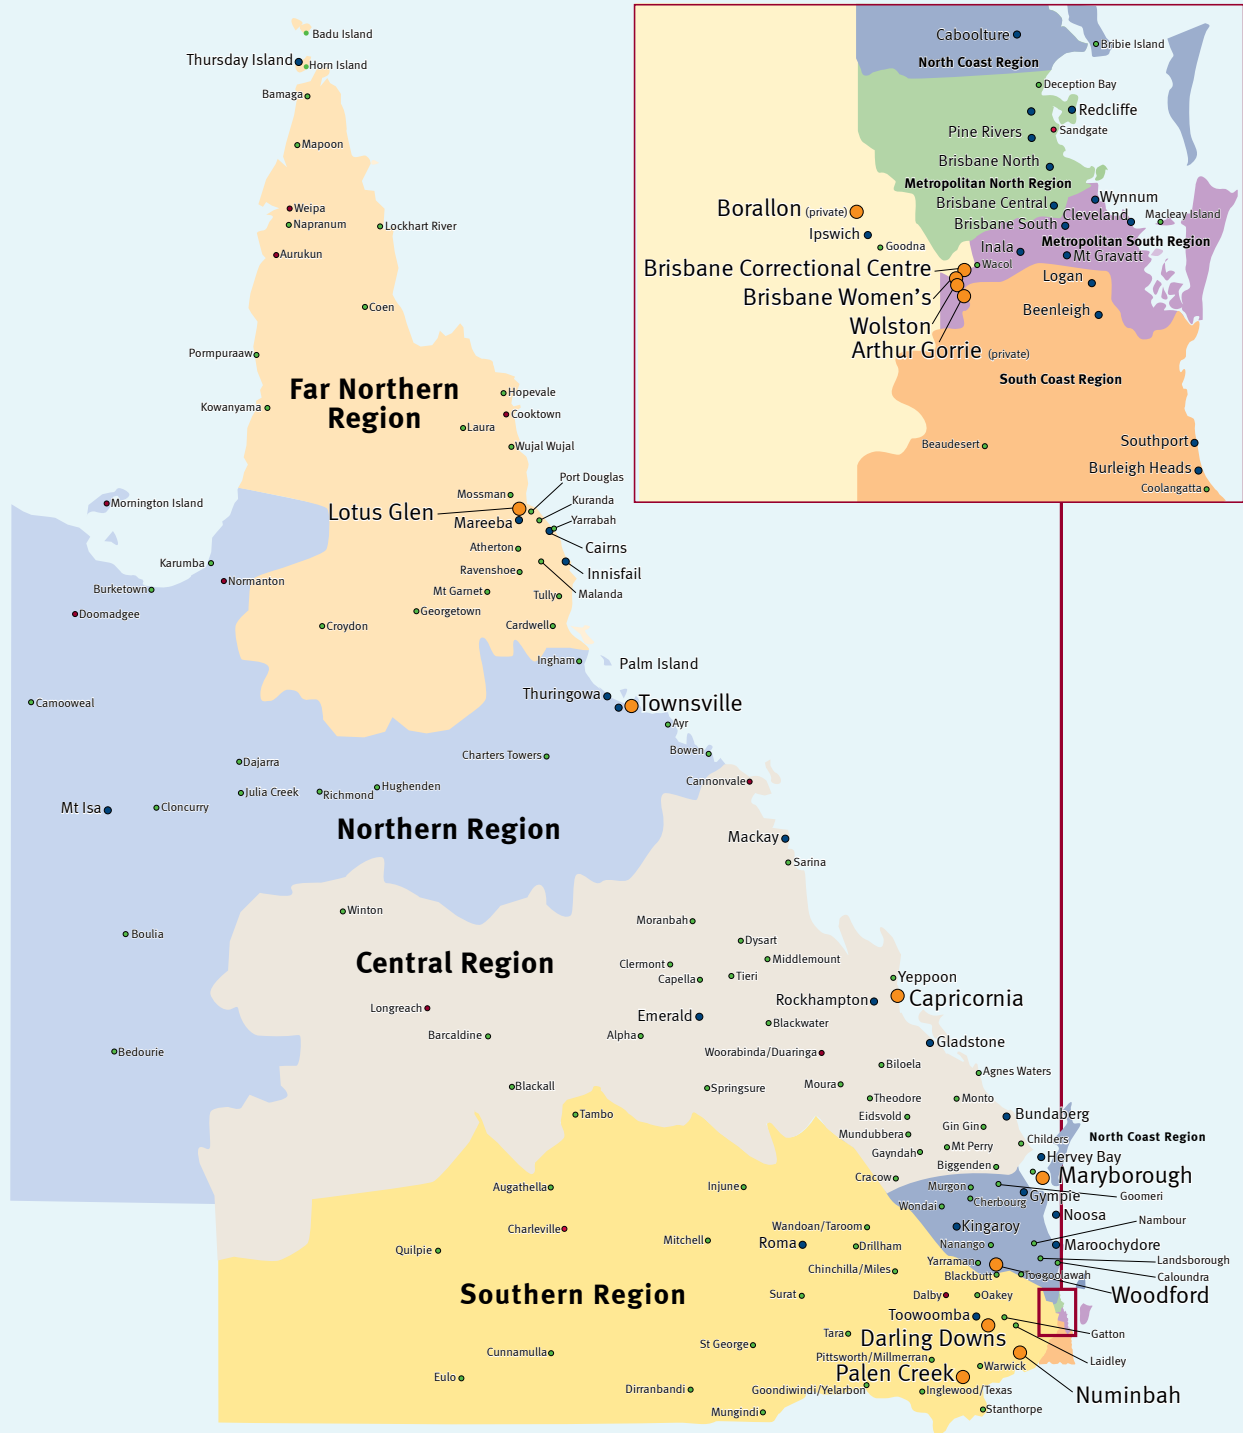 Badu Island
Thursday Island
Horn Island
Bamaga
Mapoon
Weipa
Napranum
Lockhart River
Aurukun
Coen
Pormpuraaw
Far Northern
Region
Kowanyama
Hopevale
Cooktown
Laura
Wujal Wujal
Port Douglas
Mossman
Kuranda
Mornington Island
Lotus Glen
Mareeba
Yarrabah
Cairns
Atherton
Karumba
Ravenshoe
Innisfail
Normanton
Burketown
Mt Garnet
Tully
Malanda
Doomadgee
Georgetown
Croydon
Cardwell
Ingham
Palm Island
Thuringowa
Townsville
Camooweal
Ayr
Bowen
Charters Towers
Dajarra
Cannonvale
Hughenden
Julia Creek
Richmond
Mt Isa
Cloncurry
Northern Region
Mackay
Sarina
Winton
Moranbah
Boulia
Dysart
Central Region
Clermont
Middlemount
Capella
Tieri
Yeppoon
Rockhampton
Capricornia
Longreach
Emerald
Blackwater
Barcaldine
Alpha
Gladstone
Bedourie
Woorabinda/Duaringa
Biloela
Agnes Waters
Blackall
Springsure
Moura
Theodore
Monto
Tambo
Eidsvold
Bundaberg
Gin Gin
Mundubbera
Childers
North Coast Region
Mt Perry
Gayndah
Hervey Bay
Biggenden
Cracow
Maryborough
Augathella
Injune
Murgon
Gympie
Goomeri
Cherbourg
Wondai
Noosa
Charleville
Wandoan/Taroom
Kingaroy
Nambour
Mitchell
Roma
Drillham
Nanango
Maroochydore
Quilpie
Yarraman
Landsborough
Chinchilla/Miles
Blackbutt
Toogoolawah
Caloundra
Southern Region
Surat
Dalby
Oakey
Woodford
Toowoomba
Tara
Darling Downs
Gatton
St George
Cunnamulla
Pittsworth/Millmerran
Laidley
Warwick
Eulo
Palen Creek
Dirranbandi
Goondiwindi/Yelarbon
Inglewood/Texas
Numinbah
Mungindi
Stanthorpe
Caboolture
Bribie Island
North Coast Region
Deception Bay
Redcliffe
Pine Rivers
Sandgate
Brisbane North
Metropolitan North Region
Wynnum
Brisbane Central
Borallon (private)
Cleveland
Macleay Island
Brisbane South
Ipswich
Metropolitan South Region
Goodna
Inala
Mt Gravatt
Brisbane Correctional Centre
Wacol
Logan
Brisbane Women's
Beenleigh
Wolston
Arthur Gorrie (private)
South Coast Region
Beaudesert
Southport
Burleigh Heads
Coolangatta